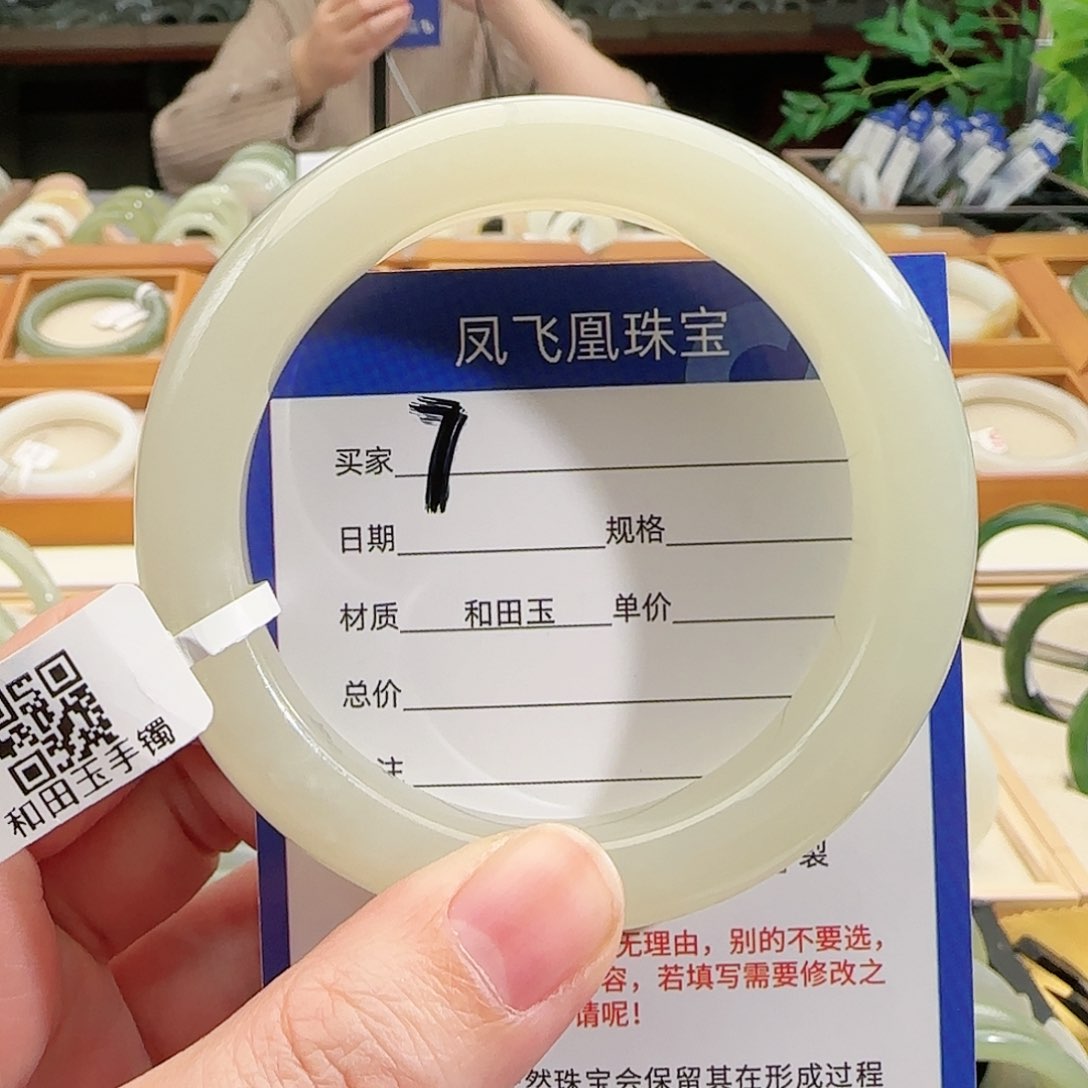 凤飞凰珠宝
买家 7
日期 规格
材质 和田玉 单价
总价
注
和田玉手镯
裂
无理由，别的不要选，
容，若填写需要修改之
请呢！
然珠宝会保留其在形成过程